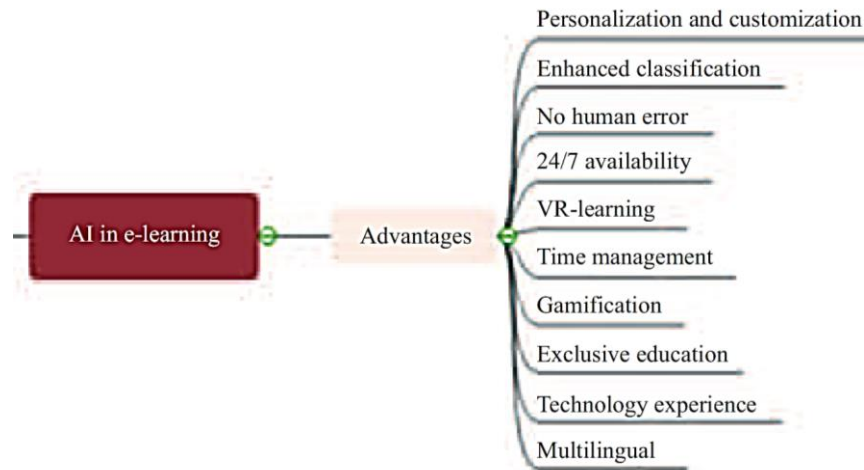 AI in e-learning
Advantages
Personalization and customization
Enhanced classification
No human error
24/7 availability
VR-learning
Time management
Gamification
Exclusive education
Technology experience
Multilingual